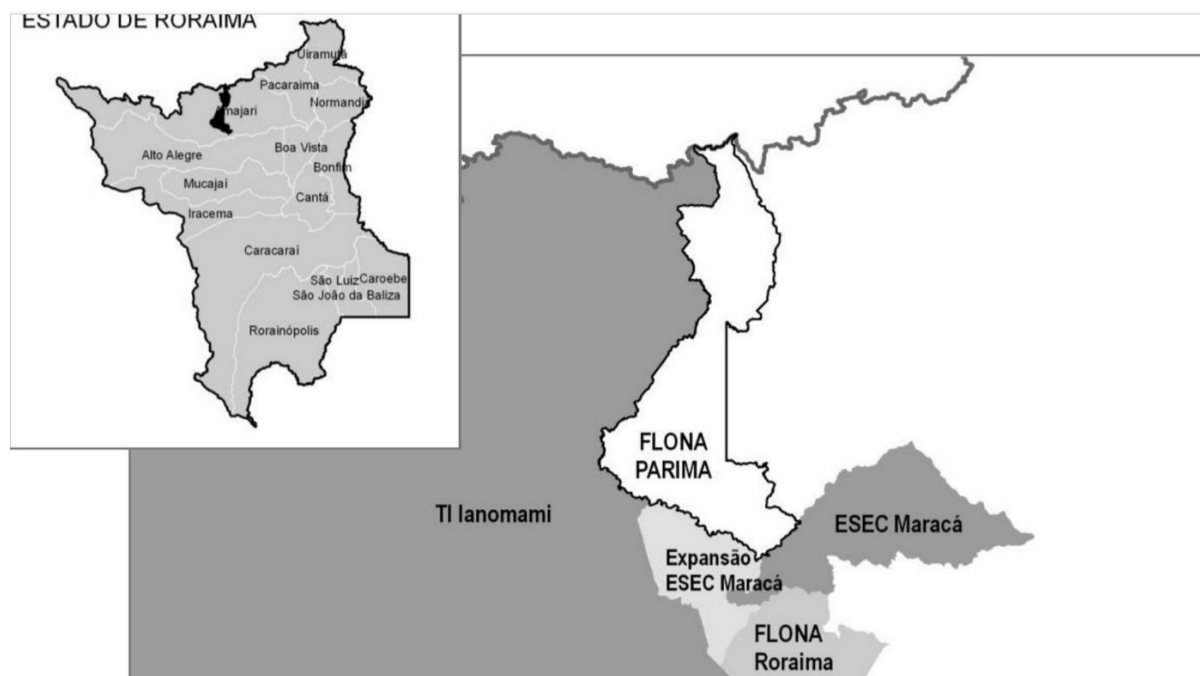 ESTADO DE RORAIMA
Uiramutã
Pacaraima
Normandia
Amajari
Boa Vista
Alto Alegre
Bonfim
Mucajaí
Cantá
Iracema
Caracaraí
São Luiz
Caroebe
São João da Baliza
Rorainópolis
FLONA
PARIMA
TI Ianomami
ESEC Maracá
Expansão
ESEC Maracá
FLONA
Roraima